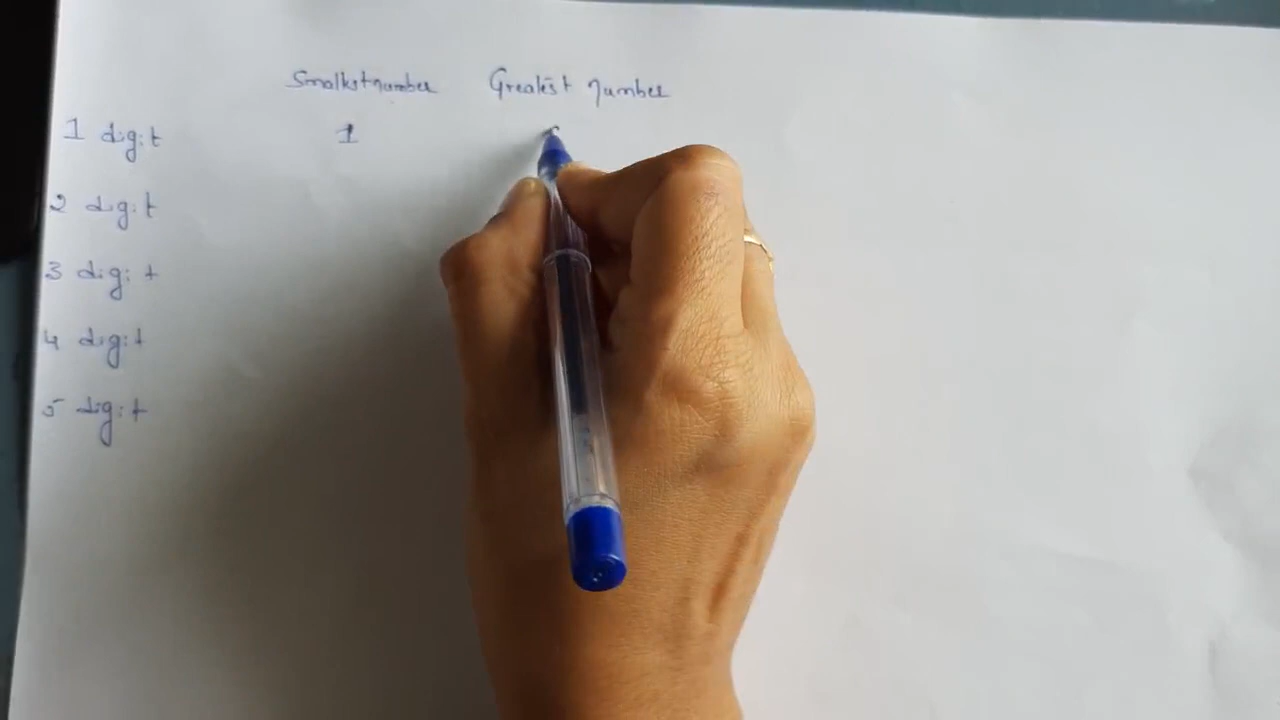 Smallest number Greatest number
1 digit 1
2 digit
3 digit
4 digit
5 digit